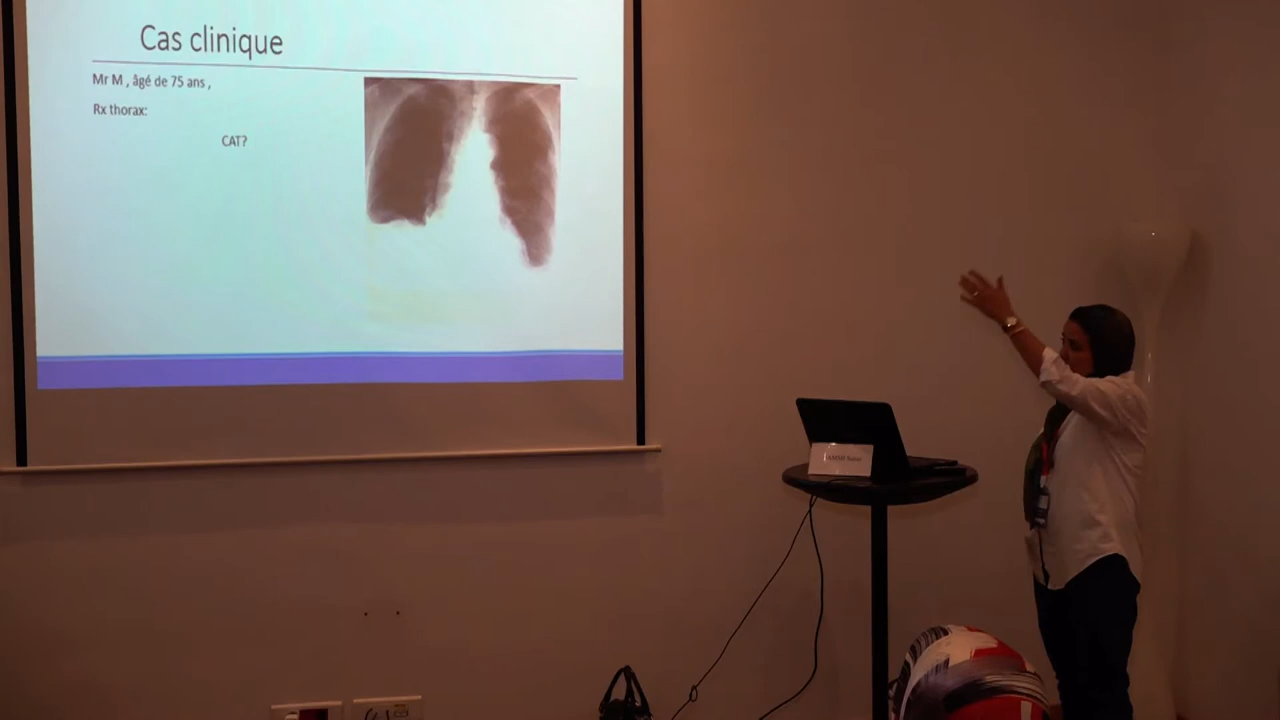 Cas clinique
Mr M , âgé de 75 ans ,
Rx thorax:
CAT?